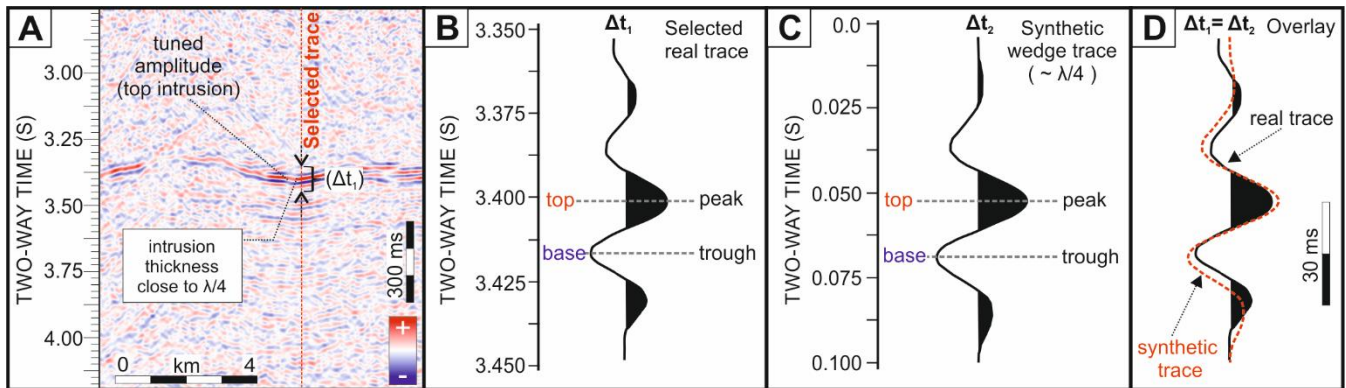 A
TWO-WAY TIME (S)
3.00
3.25
3.50
3.75
4.00
tuned
amplitude
(top intrusion)
Selected trace
(Δt₁)
intrusion
thickness
close to λ/4
300 ms
0 km 4
+
-
B
TWO-WAY TIME (S)
3.350
3.375
3.400
3.425
3.450
Δt₁
Selected
real trace
top
peak
base
trough
C
TWO-WAY TIME (S)
0.0
0.025
0.050
0.075
0.100
Δt₂
Synthetic
wedge trace
( ~ λ/4 )
top
peak
base
trough
D
Δt₁= Δt₂
Overlay
real trace
30 ms
synthetic
trace